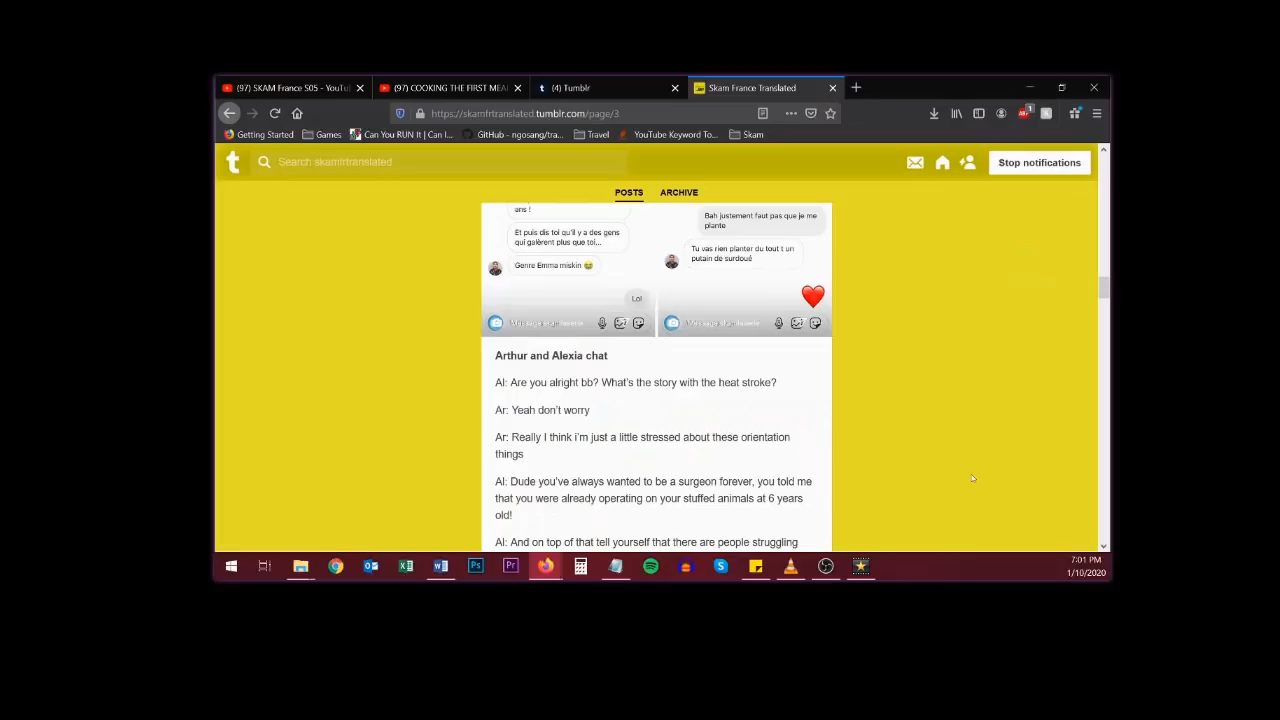 (97) SKAM France S05 - YouTu
(97) COOKING THE FIRST MEA
(4) Tumblr
Skam France Translated
https://skamfrtranslated.tumblr.com/page/3
Getting Started
Games
Can You RUN It | Can I...
GitHub - ngosang/tra...
Travel
YouTube Keyword To...
Skam
Search skamfrtranslated
Stop notifications
POSTS
ARCHIVE
ans !
Et puis dis toi qu'il y a des gens
qui galèrent plus que toi...
Genre Emma miskin 😂
Lol
Bah justement faut pas que je me
plante
Tu vas rien planter du tout t un
putain de surdoué
❤️
Arthur and Alexia chat
Al: Are you alright bb? What's the story with the heat stroke?
Ar: Yeah don't worry
Ar: Really I think i'm just a little stressed about these orientation
things
Al: Dude you've always wanted to be a surgeon forever, you told me
that you were already operating on your stuffed animals at 6 years
old!
Al: And on top of that tell yourself that there are people struggling
7:01 PM
1/10/2020